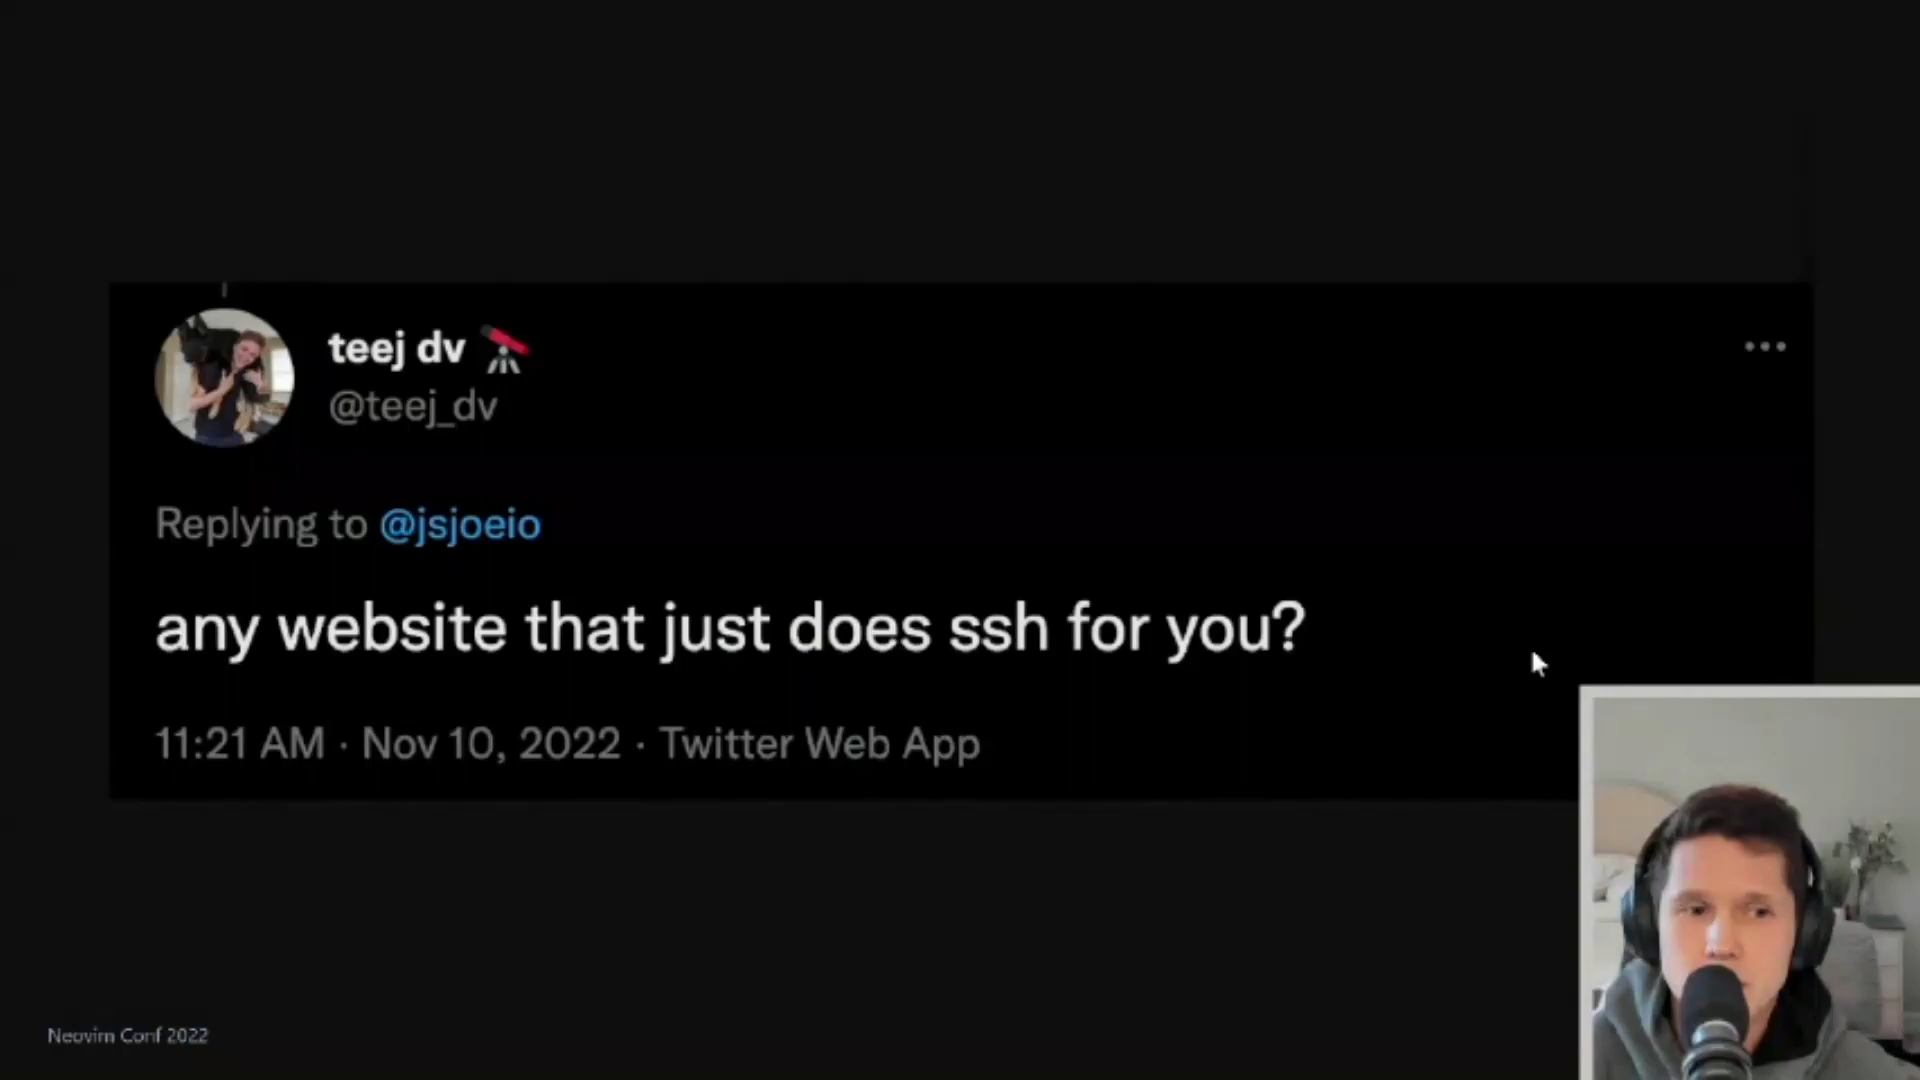 teej dv
@teej_dv
Replying to @jsjoeio
any website that just does ssh for you?
11:21 AM · Nov 10, 2022 · Twitter Web App
Neovim Conf 2022